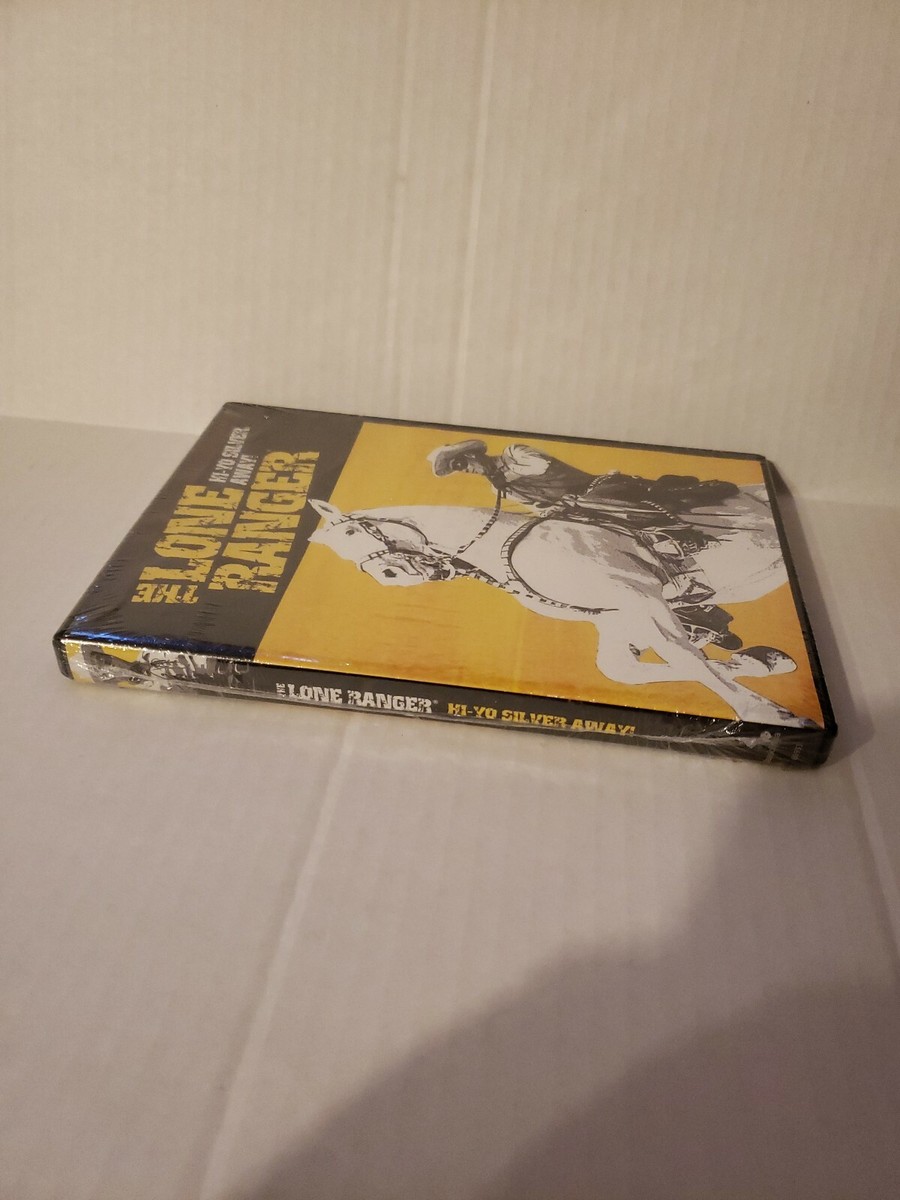 HI-YO SILVER
AWAY!
THE LONE
RANGER
THE LONE RANGER® HI-YO SILVER AWAY!